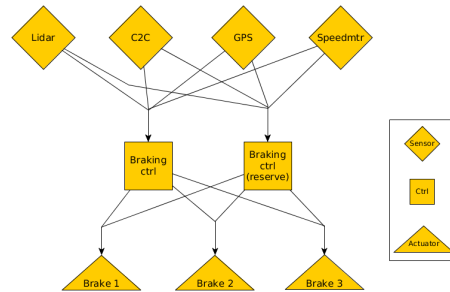 Lidar
C2C
GPS
Speedmtr
Braking
ctrl
Braking
ctrl
(reserve)
Brake 1
Brake 2
Brake 3
Sensor
Ctrl
Actuator